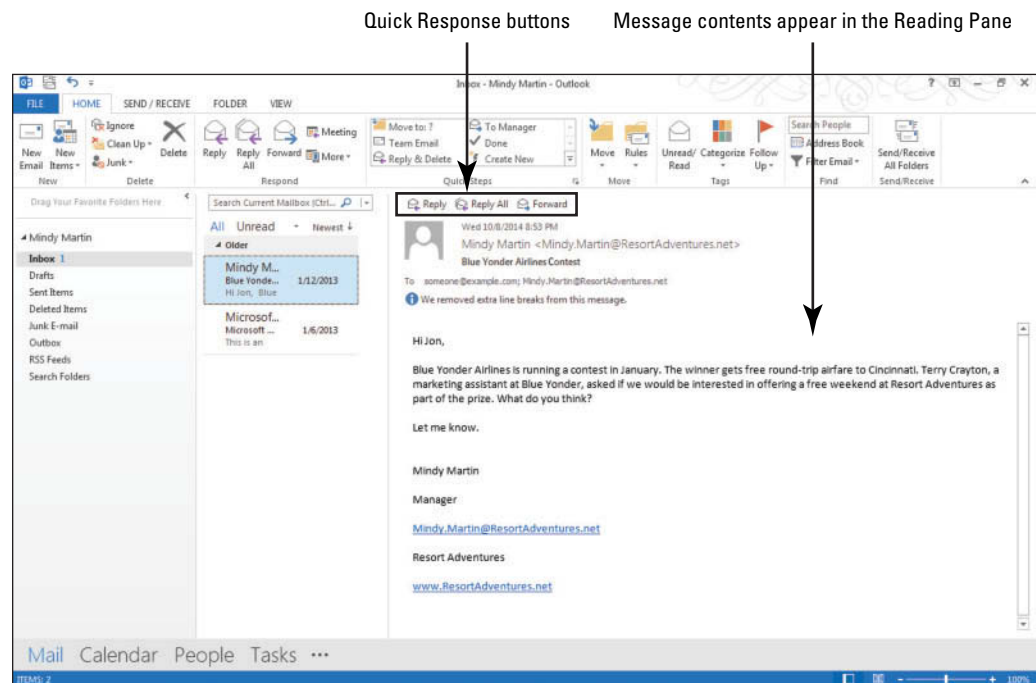 Quick Response buttons
Message contents appear in the Reading Pane
Inbox - Mindy Martin - Outlook
FILE HOME SEND / RECEIVE FOLDER VIEW
New Email
New Items
New
Ignore
Clean Up
Junk
Delete
Delete
Reply
Reply All
Forward
Meeting
More
Respond
Move to: ?
Team Email
Reply & Delete
To Manager
Done
Create New
Quick Steps
Move
Rules
Move
Unread/ Read
Categorize
Follow Up
Tags
Search People
Address Book
Filter Email
Find
Send/Receive All Folders
Send/Receive
Drag Your Favorite Folders Here
Mindy Martin
Inbox 1
Drafts
Sent Items
Deleted Items
Junk E-mail
Outbox
RSS Feeds
Search Folders
Search Current Mailbox (Ctrl...
All Unread Newest
Older
Mindy M...
Blue Yonde... 1/12/2013
Hi Jon, Blue
Microsof...
Microsoft ... 1/6/2013
This is an
Reply Reply All Forward
Wed 10/8/2014 8:53 PM
Mindy Martin <Mindy.Martin@ResortAdventures.net>
Blue Yonder Airlines Contest
To someone@example.com; Mindy.Martin@ResortAdventures.net
We removed extra line breaks from this message.
Hi Jon,
Blue Yonder Airlines is running a contest in January. The winner gets free round-trip airfare to Cincinnati. Terry Crayton, a
marketing assistant at Blue Yonder, asked if we would be interested in offering a free weekend at Resort Adventures as
part of the prize. What do you think?
Let me know.
Mindy Martin
Manager
Mindy.Martin@ResortAdventures.net
Resort Adventures
www.ResortAdventures.net
Mail Calendar People Tasks ...
ITEMS: 2
100%